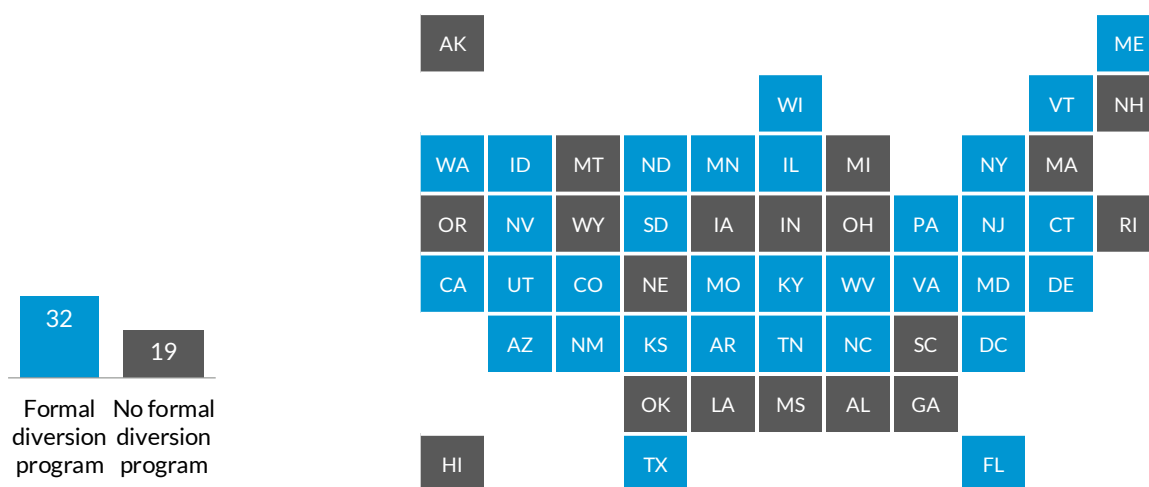 AK ME
WI VT NH
WA ID MT ND MN IL MI NY MA
OR NV WY SD IA IN OH PA NJ CT RI
CA UT CO NE MO KY WV VA MD DE
32
19
AZ NM KS AR TN NC SC DC
Formal No formal
diversion diversion
program program
OK LA MS AL GA
HI TX FL